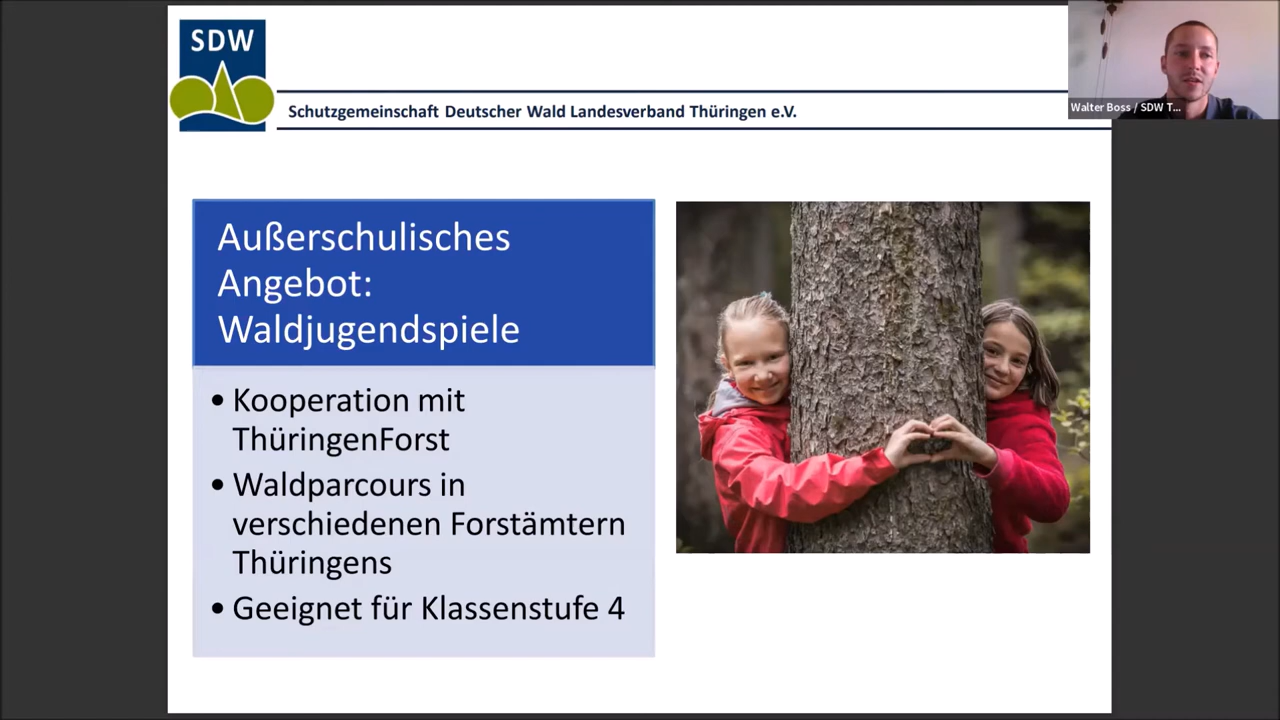 SDW
Schutzgemeinschaft Deutscher Wald Landesverband Thüringen e.V.
Walter Boss / SDW T...
Außerschulisches
Angebot:
Waldjugendspiele
• Kooperation mit
ThüringenForst
• Waldparcours in
verschiedenen Forstämtern
Thüringens
• Geeignet für Klassenstufe 4